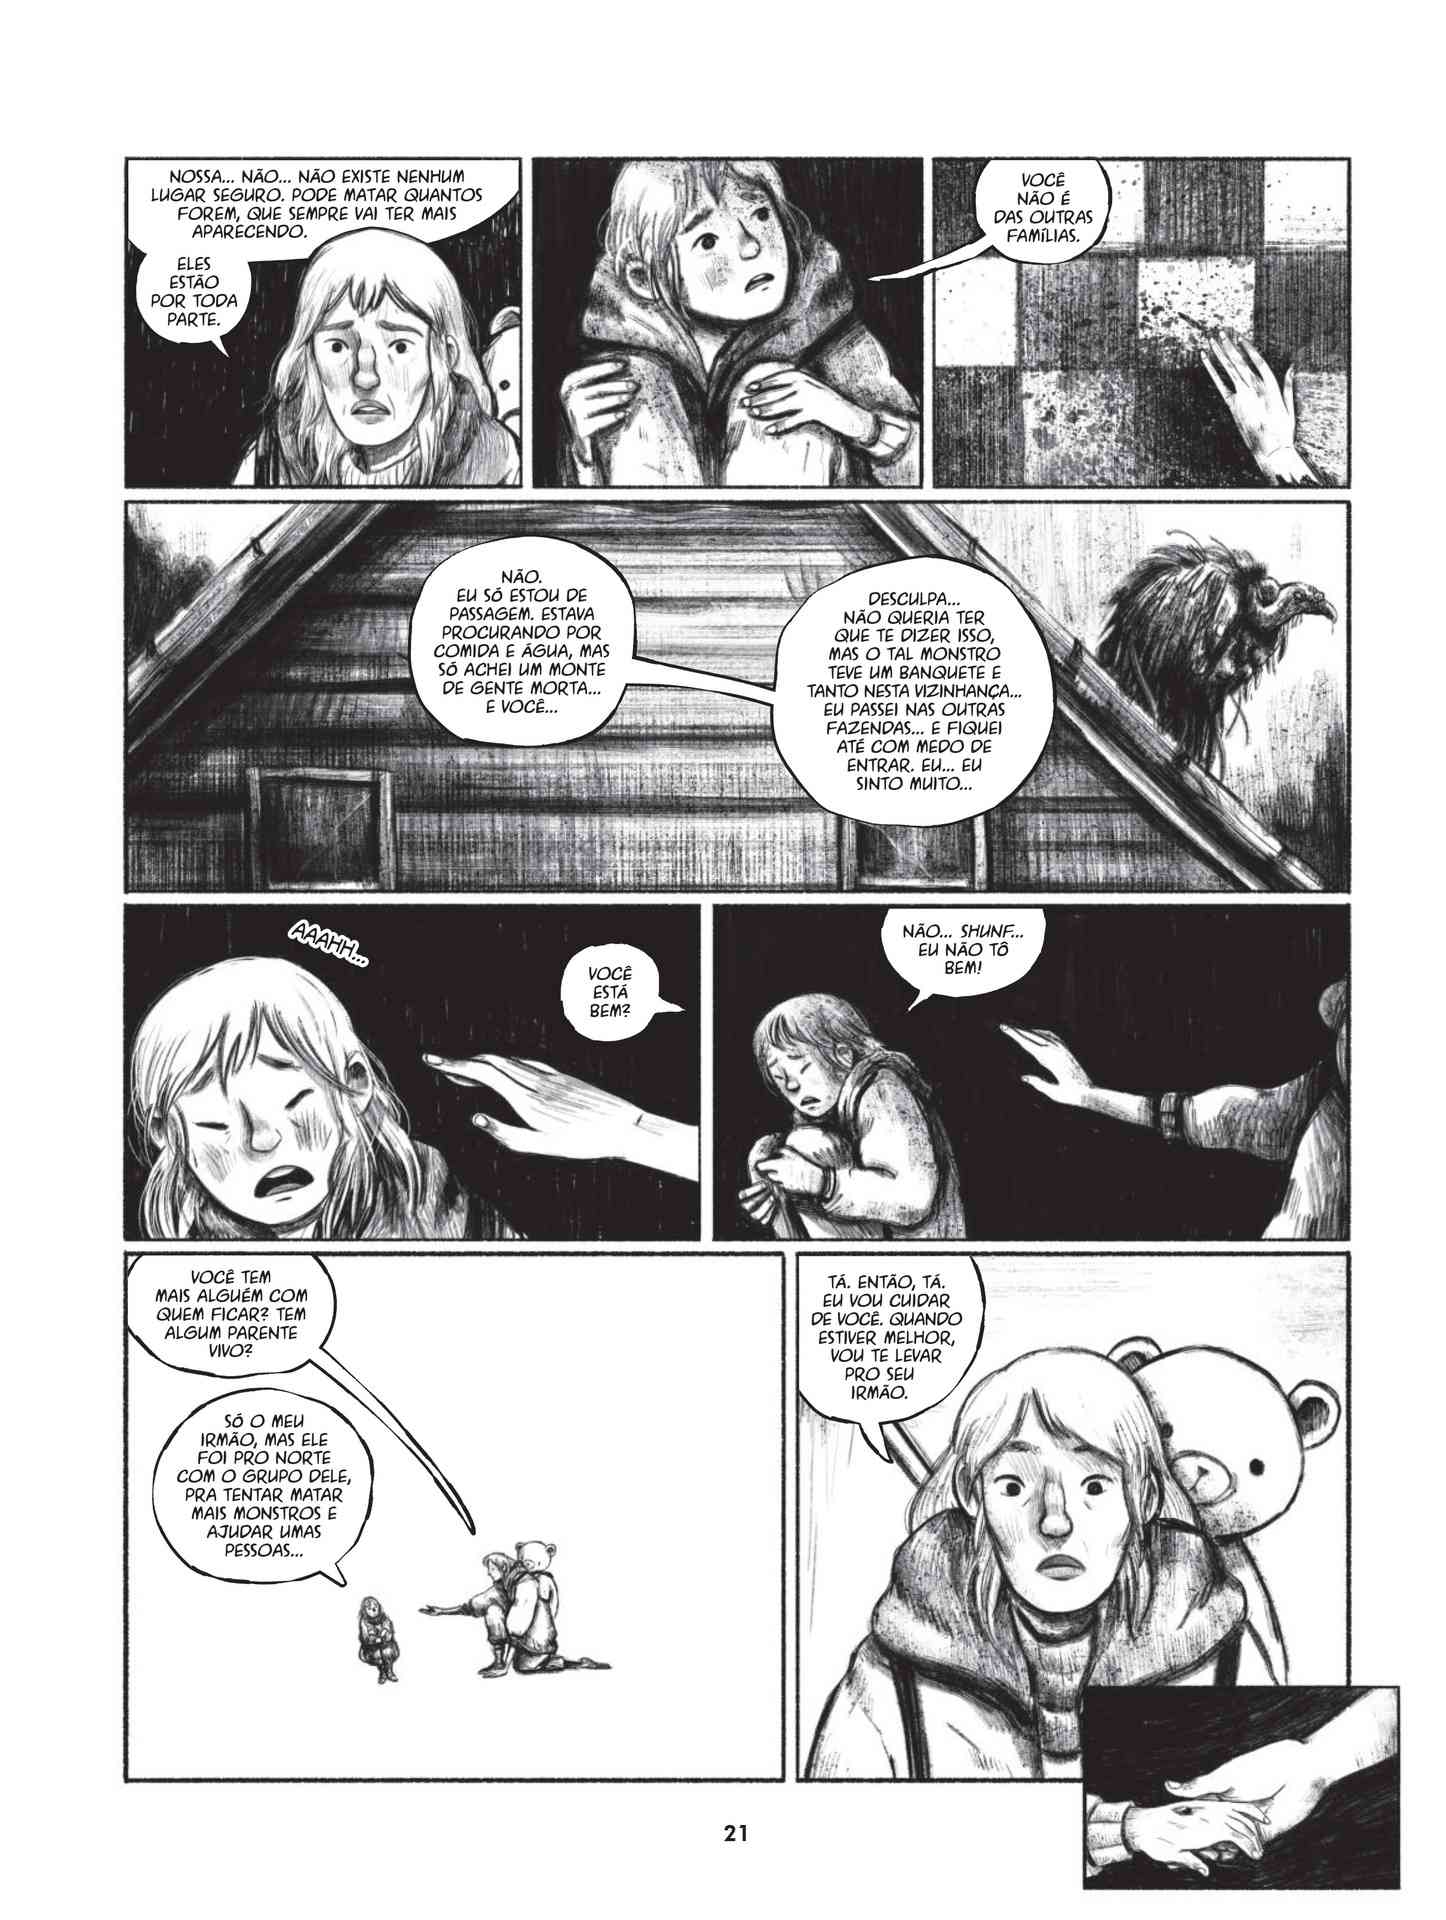 NOSSA... NÃO... NÃO EXISTE NENHUM
LUGAR SEGURO. PODE MATAR QUANTOS
FOREM, QUE SEMPRE VAI TER MAIS
APARECENDO.
ELES
ESTÃO
POR TODA
PARTE.
VOCÊ
NÃO É
DAS OUTRAS
FAMÍLIAS.
NÃO.
EU SÓ ESTOU DE
PASSAGEM. ESTAVA
PROCURANDO POR
COMIDA E ÁGUA, MAS
SÓ ACHEI UM MONTE
DE GENTE MORTA...
E VOCÊ...
DESCULPA...
NÃO QUERIA TER
QUE TE DIZER ISSO,
MAS O TAL MONSTRO
TEVE UM BANQUETE E
TANTO NESTA VIZINHANÇA...
EU PASSEI NAS OUTRAS
FAZENDAS... E FIQUEI
ATÉ COM MEDO DE
ENTRAR. EU... EU
SINTO MUITO...
AAAHH...
VOCÊ
ESTÁ
BEM?
NÃO... SHUNF...
EU NÃO TÔ
BEM!
VOCÊ TEM
MAIS ALGUÉM COM
QUEM FICAR? TEM
ALGUM PARENTE
VIVO?
SÓ O MEU
IRMÃO, MAS ELE
FOI PRO NORTE
COM O GRUPO DELE,
PRA TENTAR MATAR
MAIS MONSTROS E
AJUDAR UMAS
PESSOAS...
TÁ. ENTÃO, TÁ.
EU VOU CUIDAR
DE VOCÊ. QUANDO
ESTIVER MELHOR,
VOU TE LEVAR
PRO SEU
IRMÃO.
21